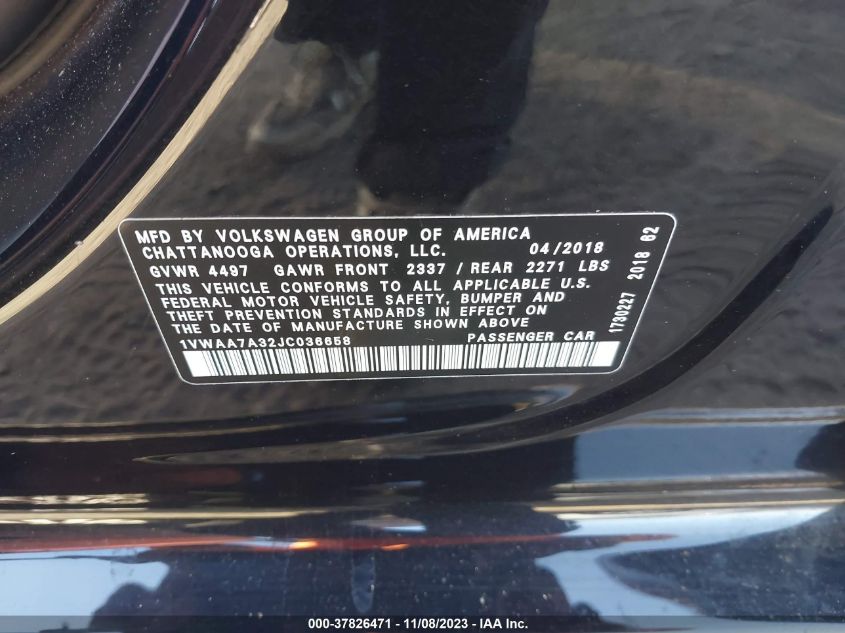 MFD BY VOLKSWAGEN GROUP OF AMERICA
CHATTANOOGA OPERATIONS, LLC. 04/2018
GVWR 4497 GAWR FRONT 2337 / REAR 2271 LBS
THIS VEHICLE CONFORMS TO ALL APPLICABLE U.S.
FEDERAL MOTOR VEHICLE SAFETY, BUMPER AND
THEFT PREVENTION STANDARDS IN EFFECT ON
THE DATE OF MANUFACTURE SHOWN ABOVE
1VWAA7A32JC036658 PASSENGER CAR
1730227 2018 62
000-37826471 - 11/08/2023 - IAA Inc.